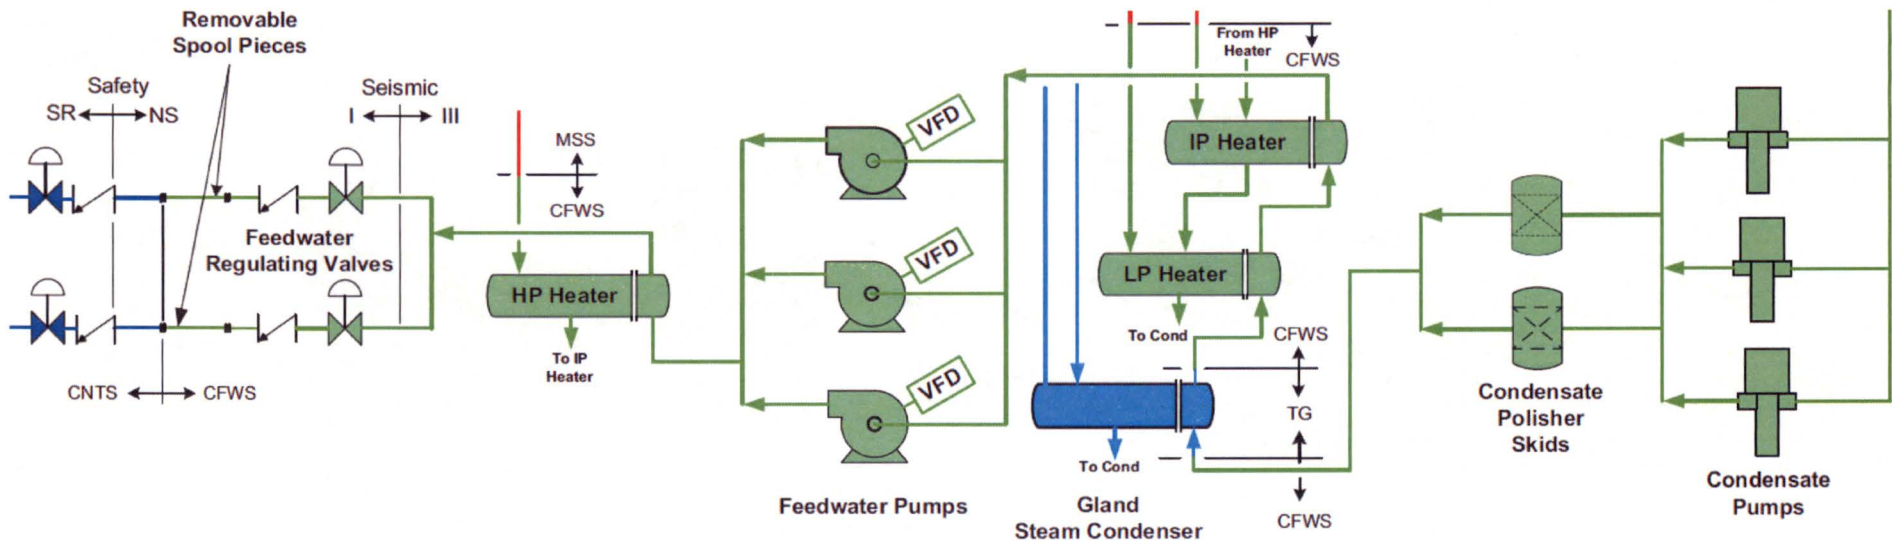 Removable
Spool Pieces
Safety
SR
NS
Seismic
I
III
MSS
CFWS
Feedwater
Regulating Valves
HP Heater
To IP
Heater
CNTS
CFWS
VFD
VFD
VFD
Feedwater Pumps
From HP
Heater
CFWS
IP Heater
LP Heater
To Cond
CFWS
TG
To Cond
CFWS
Gland
Steam Condenser
Condensate
Polisher
Skids
Condensate
Pumps